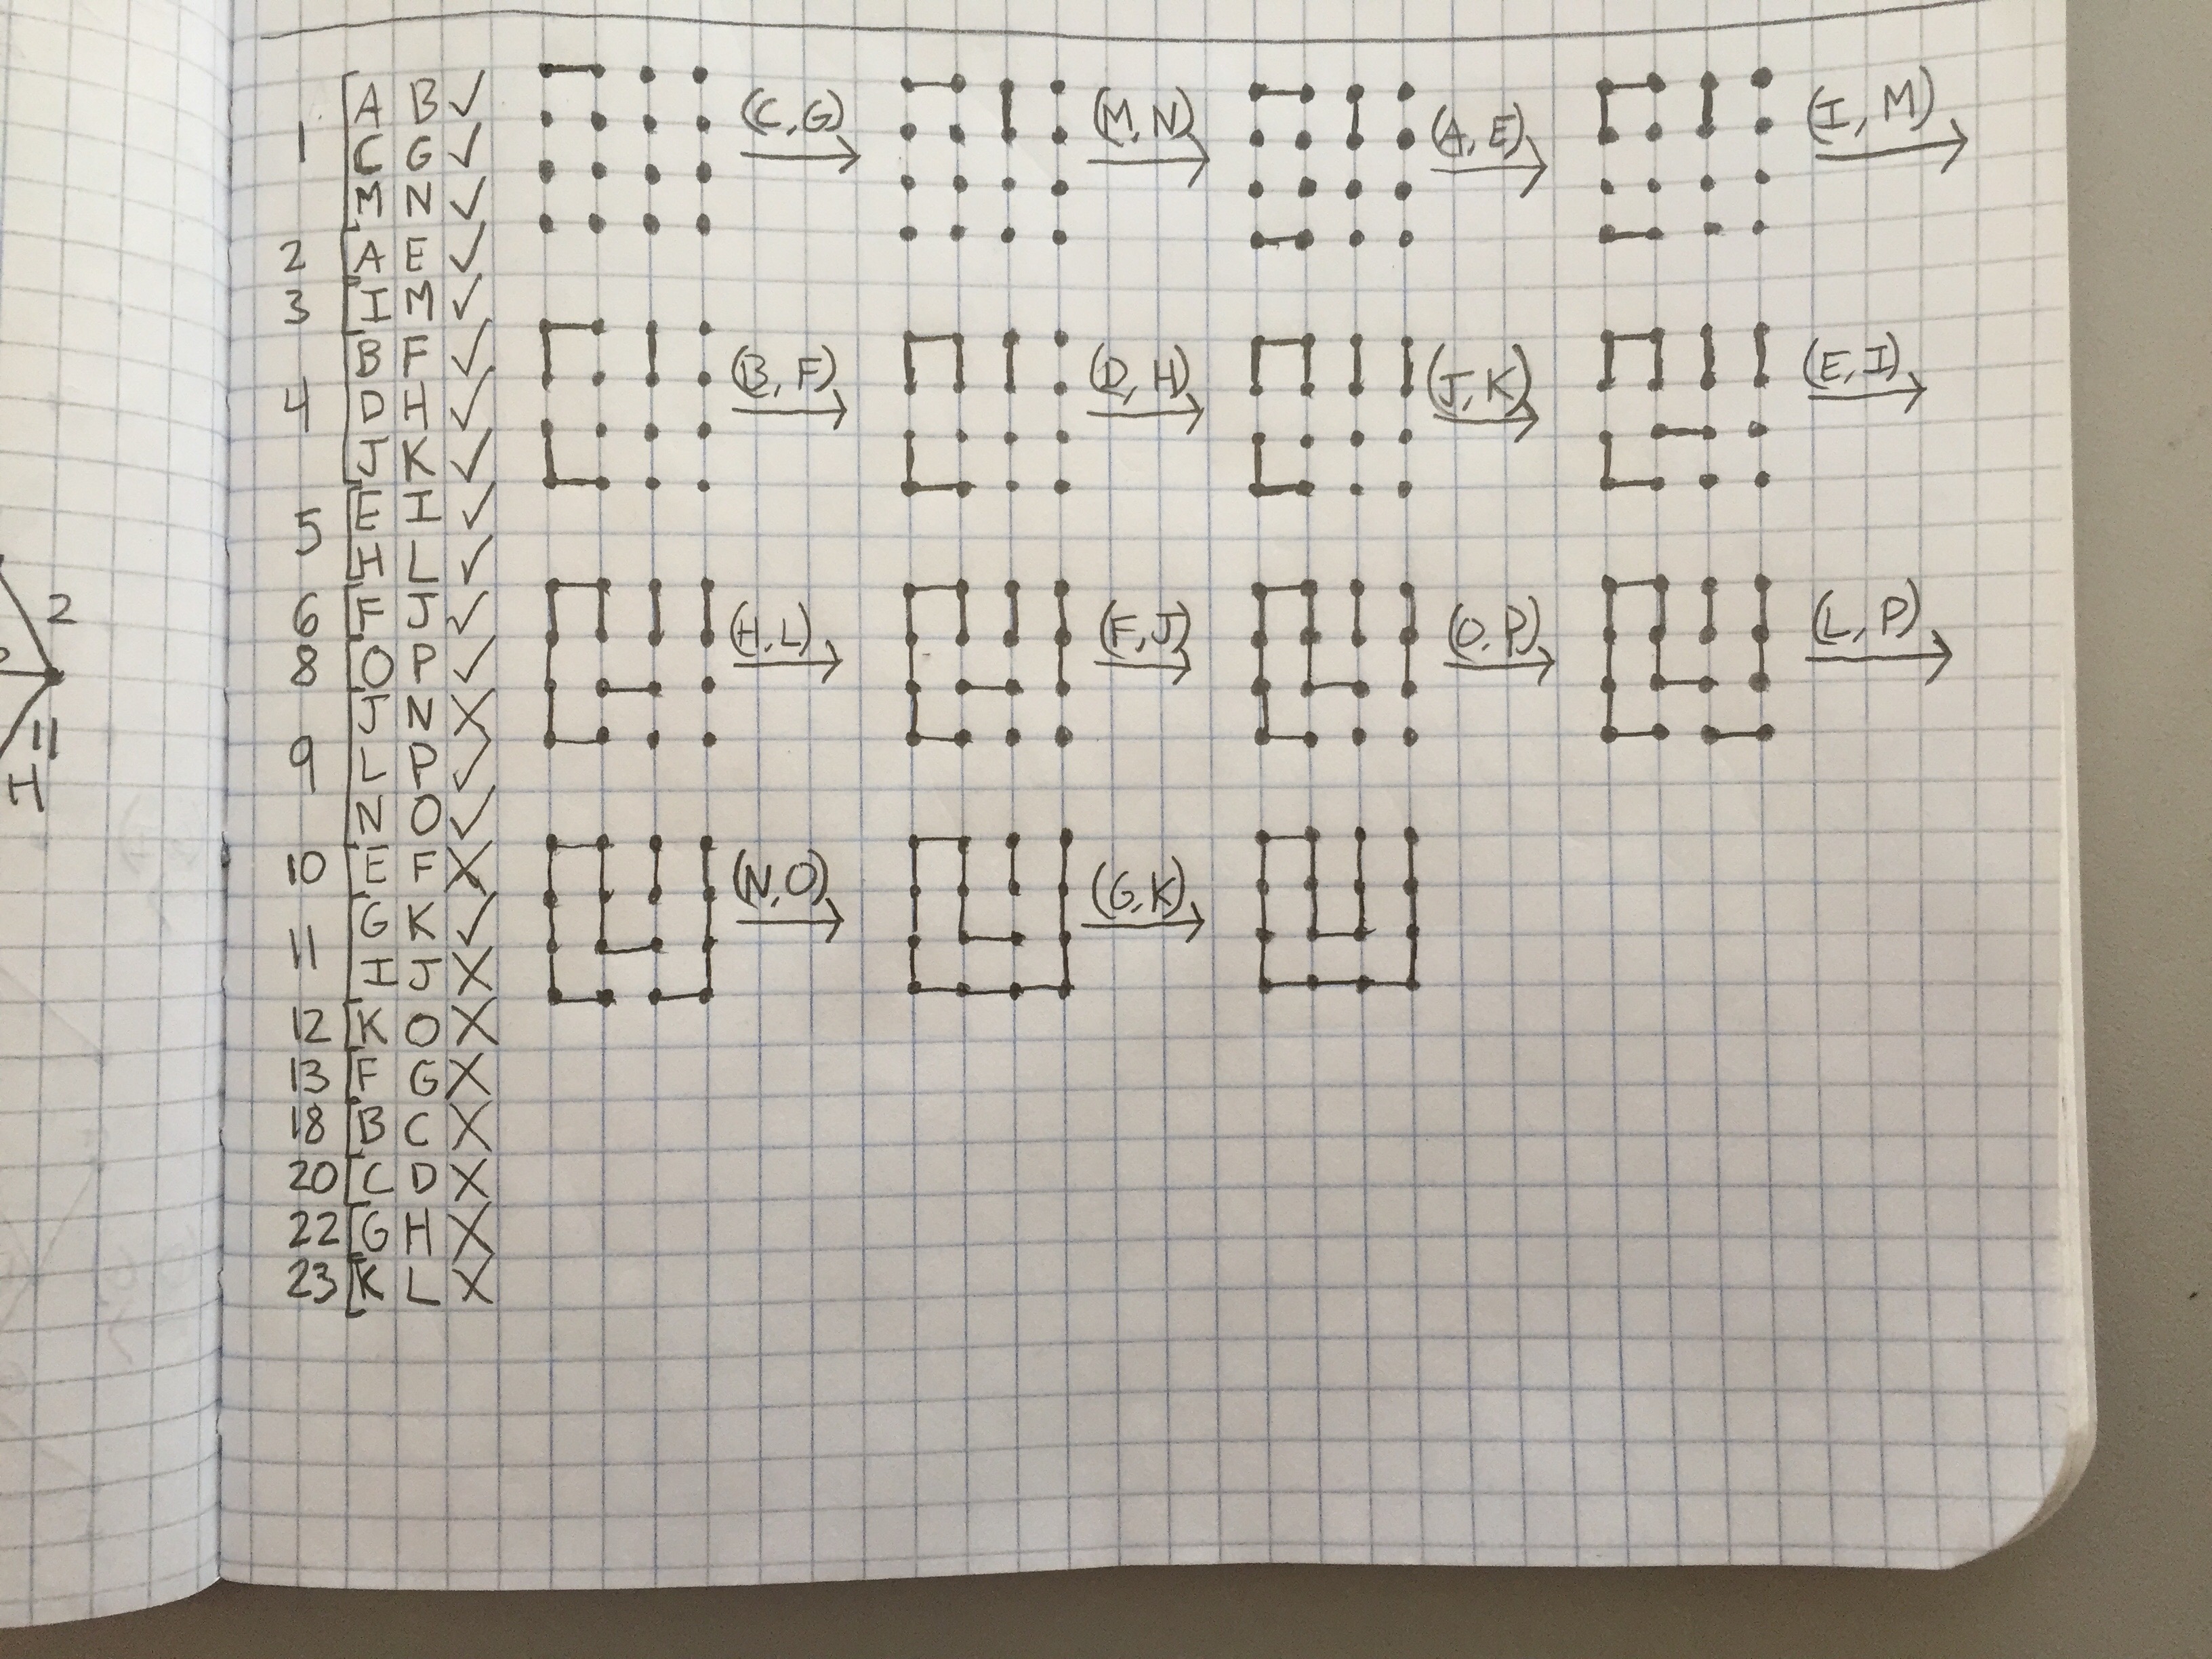 1
A B ✓
C G ✓
M N ✓
2 A E ✓
3 I M ✓
4
B F ✓
D H ✓
J K ✓
5
E I ✓
H L ✓
6 F J ✓
8
O P ✓
J N X
9
L P ✓
N O ✓
10 E F X
11
G K ✓
I J X
12 K O X
13 F G X
18 B C X
20 C D X
22 G H X
23 K L X
(C, G) (M, N) (A, E) (I, M)
(B, F) (D, H) (J, K) (E, I)
(H, L) (F, J) (O, P) (L, P)
(N, O) (G, K)
2
11
H